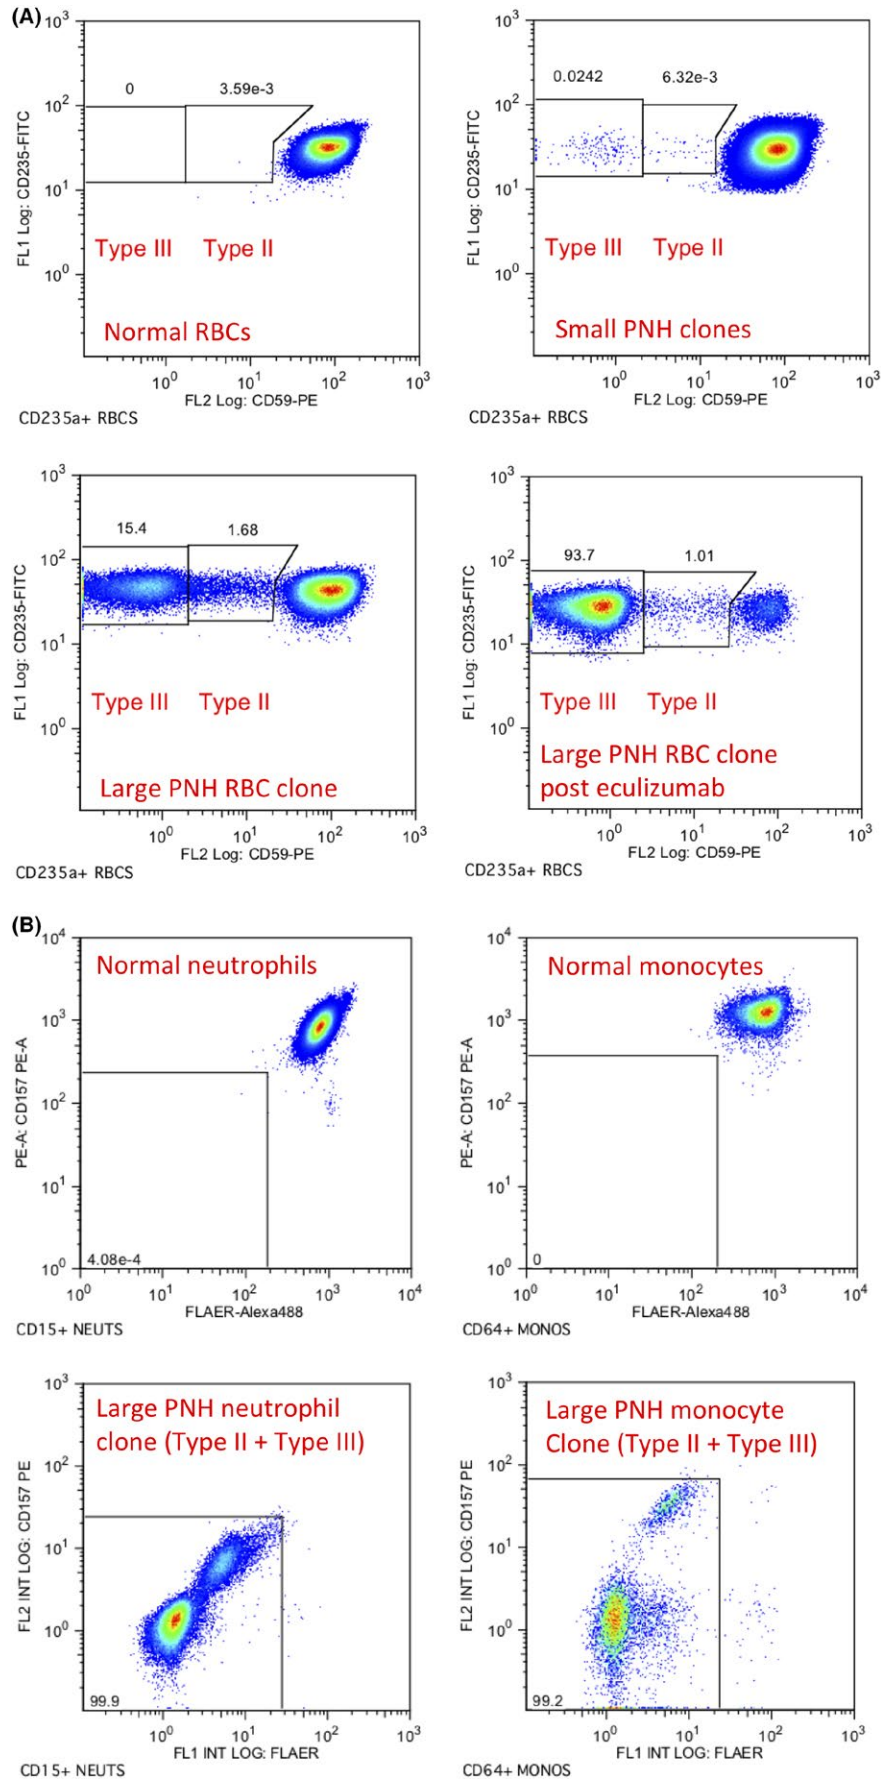 (A)
10³
0
3.59e-3
10²
FL1 Log: CD235-FITC
10¹
Type III Type II
10⁰
Normal RBCs
10⁰ 10¹ 10² 10³
FL2 Log: CD59-PE
CD235a+ RBCS
10³
0.0242
6.32e-3
10²
FL1 Log: CD235-FITC
10¹
Type III Type II
10⁰
Small PNH clones
10⁰ 10¹ 10² 10³
FL2 Log: CD59-PE
CD235a+ RBCS
10³
15.4
1.68
10²
FL1 Log: CD235-FITC
10¹
Type III Type II
10⁰
Large PNH RBC clone
10⁰ 10¹ 10² 10³
FL2 Log: CD59-PE
CD235a+ RBCS
10³
93.7
1.01
10²
FL1 Log: CD235-FITC
10¹
Type III Type II
10⁰
Large PNH RBC clone
post eculizumab
10⁰ 10¹ 10² 10³
FL2 Log: CD59-PE
CD235a+ RBCS
(B)
10⁴
Normal neutrophils
10³
PE-A: CD157 PE-A
10²
10¹
4.08e-4
10⁰
10⁰ 10¹ 10² 10³ 10⁴
FLAER-Alexa488
CD15+ NEUTS
10⁴
Normal monocytes
10³
PE-A: CD157 PE-A
10²
10¹
0
10⁰
10⁰ 10¹ 10² 10³ 10⁴
FLAER-Alexa488
CD64+ MONOS
10³
Large PNH neutrophil
clone (Type II + Type III)
10²
FL2 INT LOG: CD157 PE
10¹
10⁰
99.9
10⁰ 10¹ 10² 10³
FL1 INT LOG: FLAER
CD15+ NEUTS
10³
Large PNH monocyte
Clone (Type II + Type III)
10²
FL2 INT LOG: CD157 PE
10¹
10⁰
99.2
10⁰ 10¹ 10² 10³
FL1 INT LOG: FLAER
CD64+ MONOS